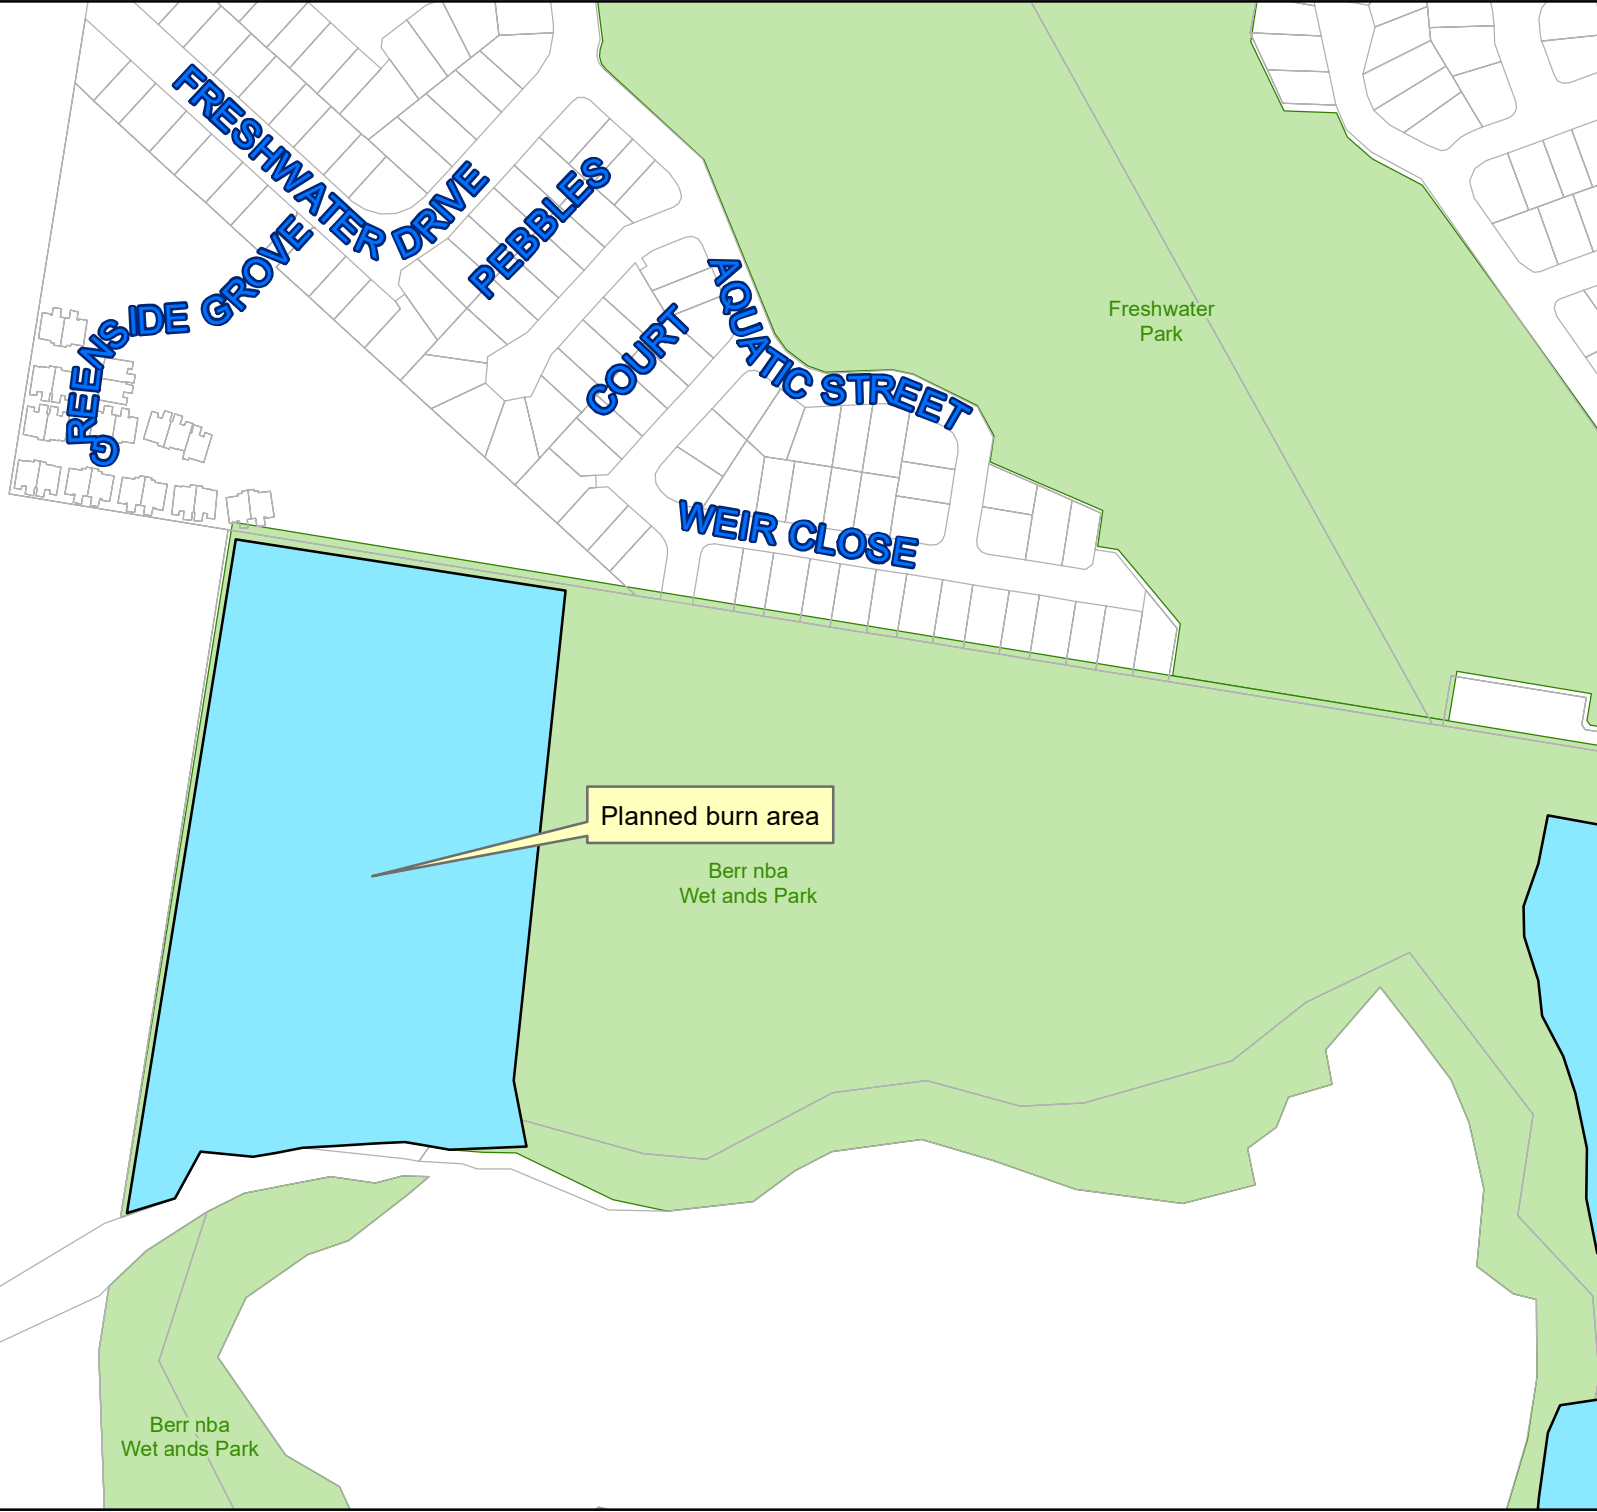 FRESHWATER DRIVE
PEBBLES
COURT
GREENSIDE GROVE
AQUATIC STREET
WEIR CLOSE
Freshwater
Park
Planned burn area
Berr nba
Wet ands Park
Berr nba
Wet ands Park